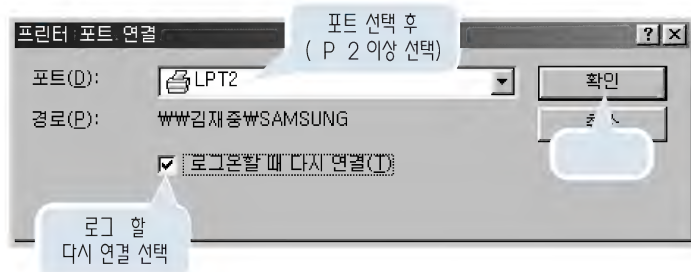 포트 선택 후
( P 2 이상 선택)
프린터 포트 연결
포트(D): LPT2 확인
경로(P): ₩₩김재중₩SAMSUNG
로그온할 때 다시 연결(T)
로그 할
다시 연결 선택